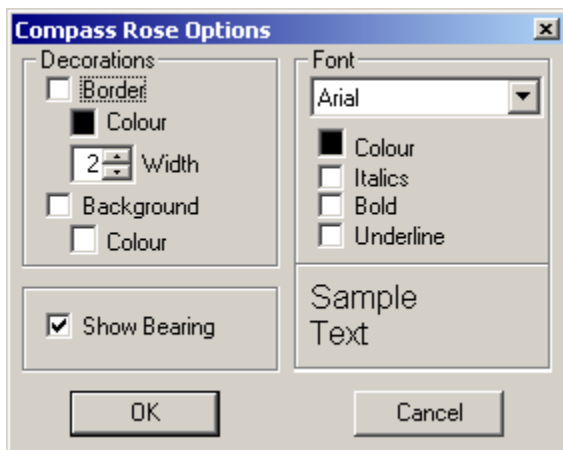 Compass Rose Options
Decorations
Border
Colour
2 Width
Background
Colour
Show Bearing
Font
Arial
Colour
Italics
Bold
Underline
Sample
Text
OK
Cancel